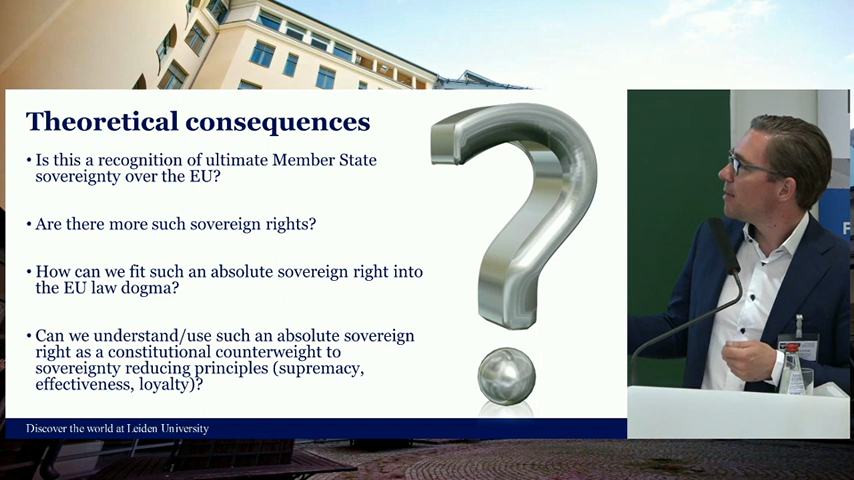 Theoretical consequences
• Is this a recognition of ultimate Member State
sovereignty over the EU?
• Are there more such sovereign rights?
• How can we fit such an absolute sovereign right into
the EU law dogma?
• Can we understand/use such an absolute sovereign
right as a constitutional counterweight to
sovereignty reducing principles (supremacy,
effectiveness, loyalty)?
Discover the world at Leiden University
F